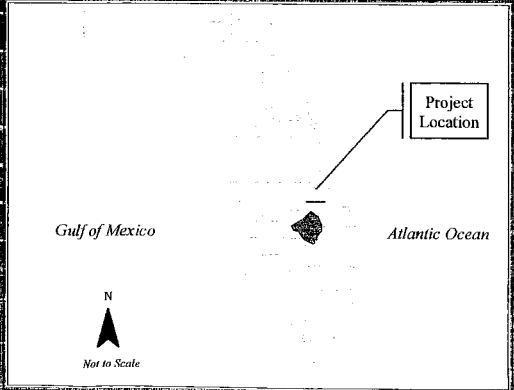 Project
Location
Gulf of Mexico
Atlantic Ocean
N
Not to Scale